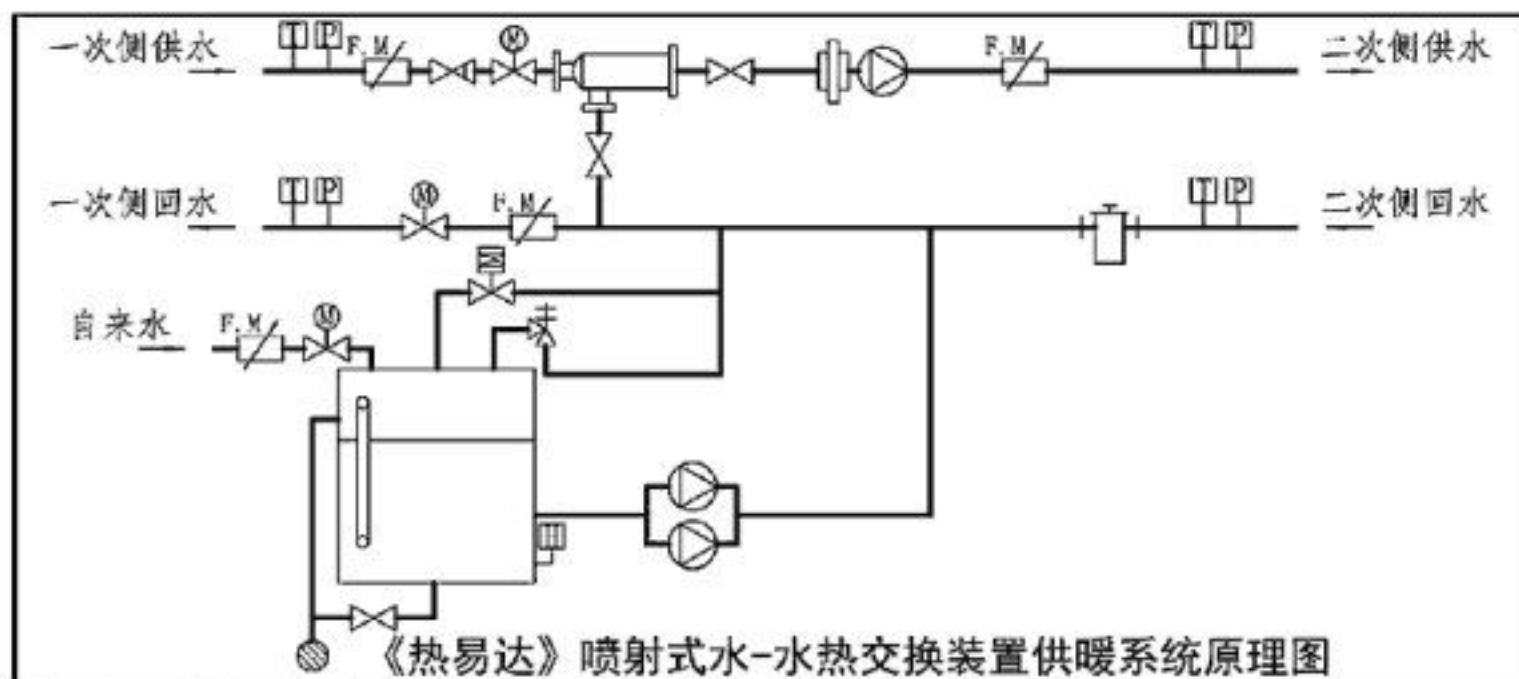 T P F.M M F.M T P
一次侧供水 二次侧供水
T P M F.M T P
一次侧回水 二次侧回水
自来水 F.M M
《热易达》喷射式水-水热交换装置供暖系统原理图